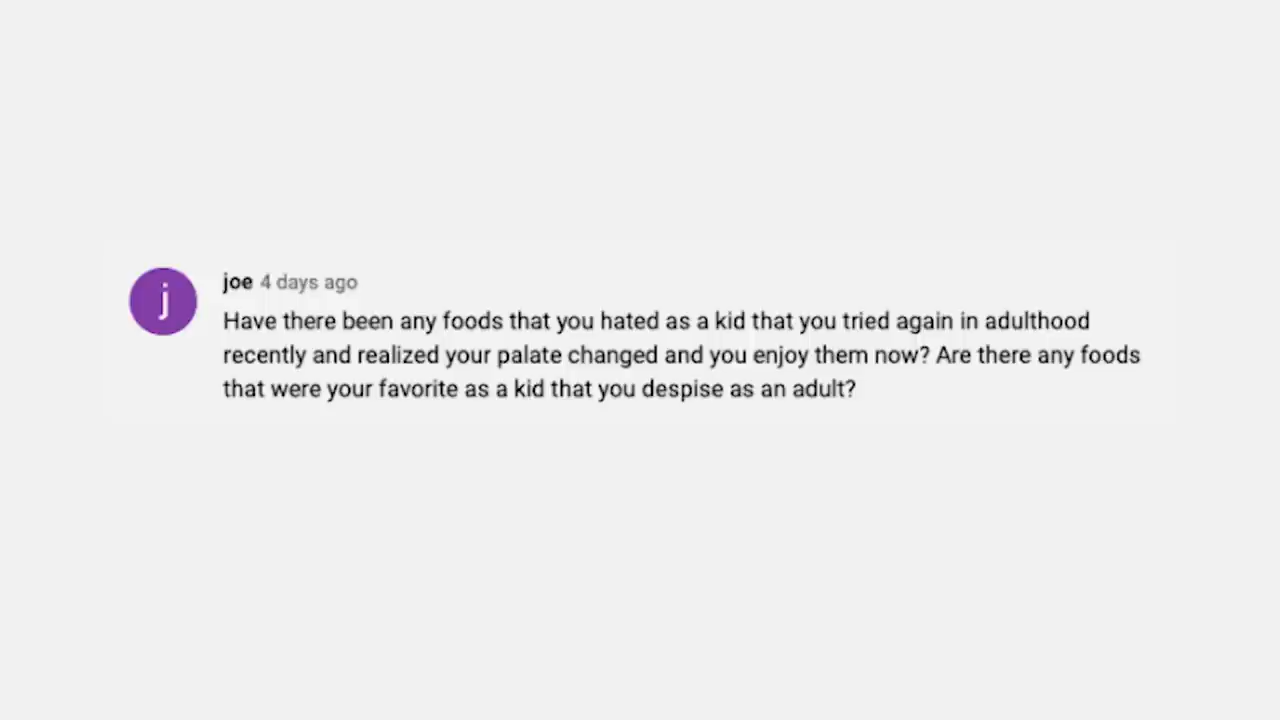 j
joe 4 days ago
Have there been any foods that you hated as a kid that you tried again in adulthood
recently and realized your palate changed and you enjoy them now? Are there any foods
that were your favorite as a kid that you despise as an adult?